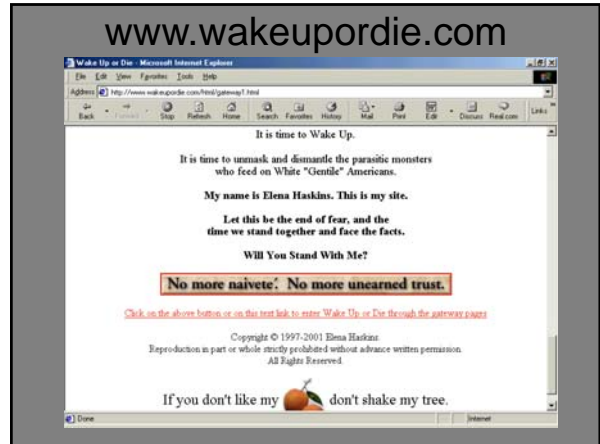 www.wakeupordie.com
Wake Up or Die - Microsoft Internet Explorer
File Edit View Favorites Tools Help
Address http://www.wakeupordie.com/html/gateway1.html
Back Forward Stop Refresh Home Search Favorites History Mail Print Edit Discuss Real.com Links
It is time to Wake Up.
It is time to unmask and dismantle the parasitic monsters
who feed on White "Gentile" Americans.
My name is Elena Haskins. This is my site.
Let this be the end of fear, and the
time we stand together and face the facts.
Will You Stand With Me?
No more naivete'. No more unearned trust.
Click on the above button or on this text link to enter Wake Up or Die through the gateway pages
Copyright © 1997-2001 Elena Haskins.
Reproduction in part or whole strictly prohibited without advance written permission.
All Rights Reserved.
If you don't like my don't shake my tree.
Done Internet